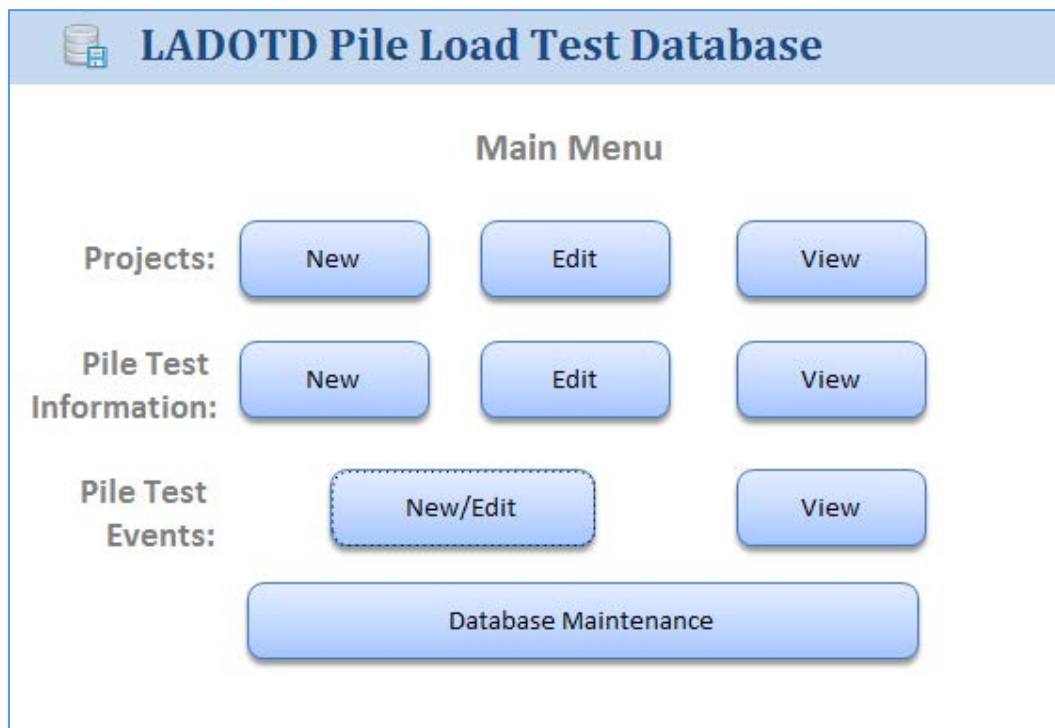 LADOTD Pile Load Test Database
Main Menu
Projects:
New
Edit
View
Pile Test
Information:
New
Edit
View
Pile Test
Events:
New/Edit
View
Database Maintenance